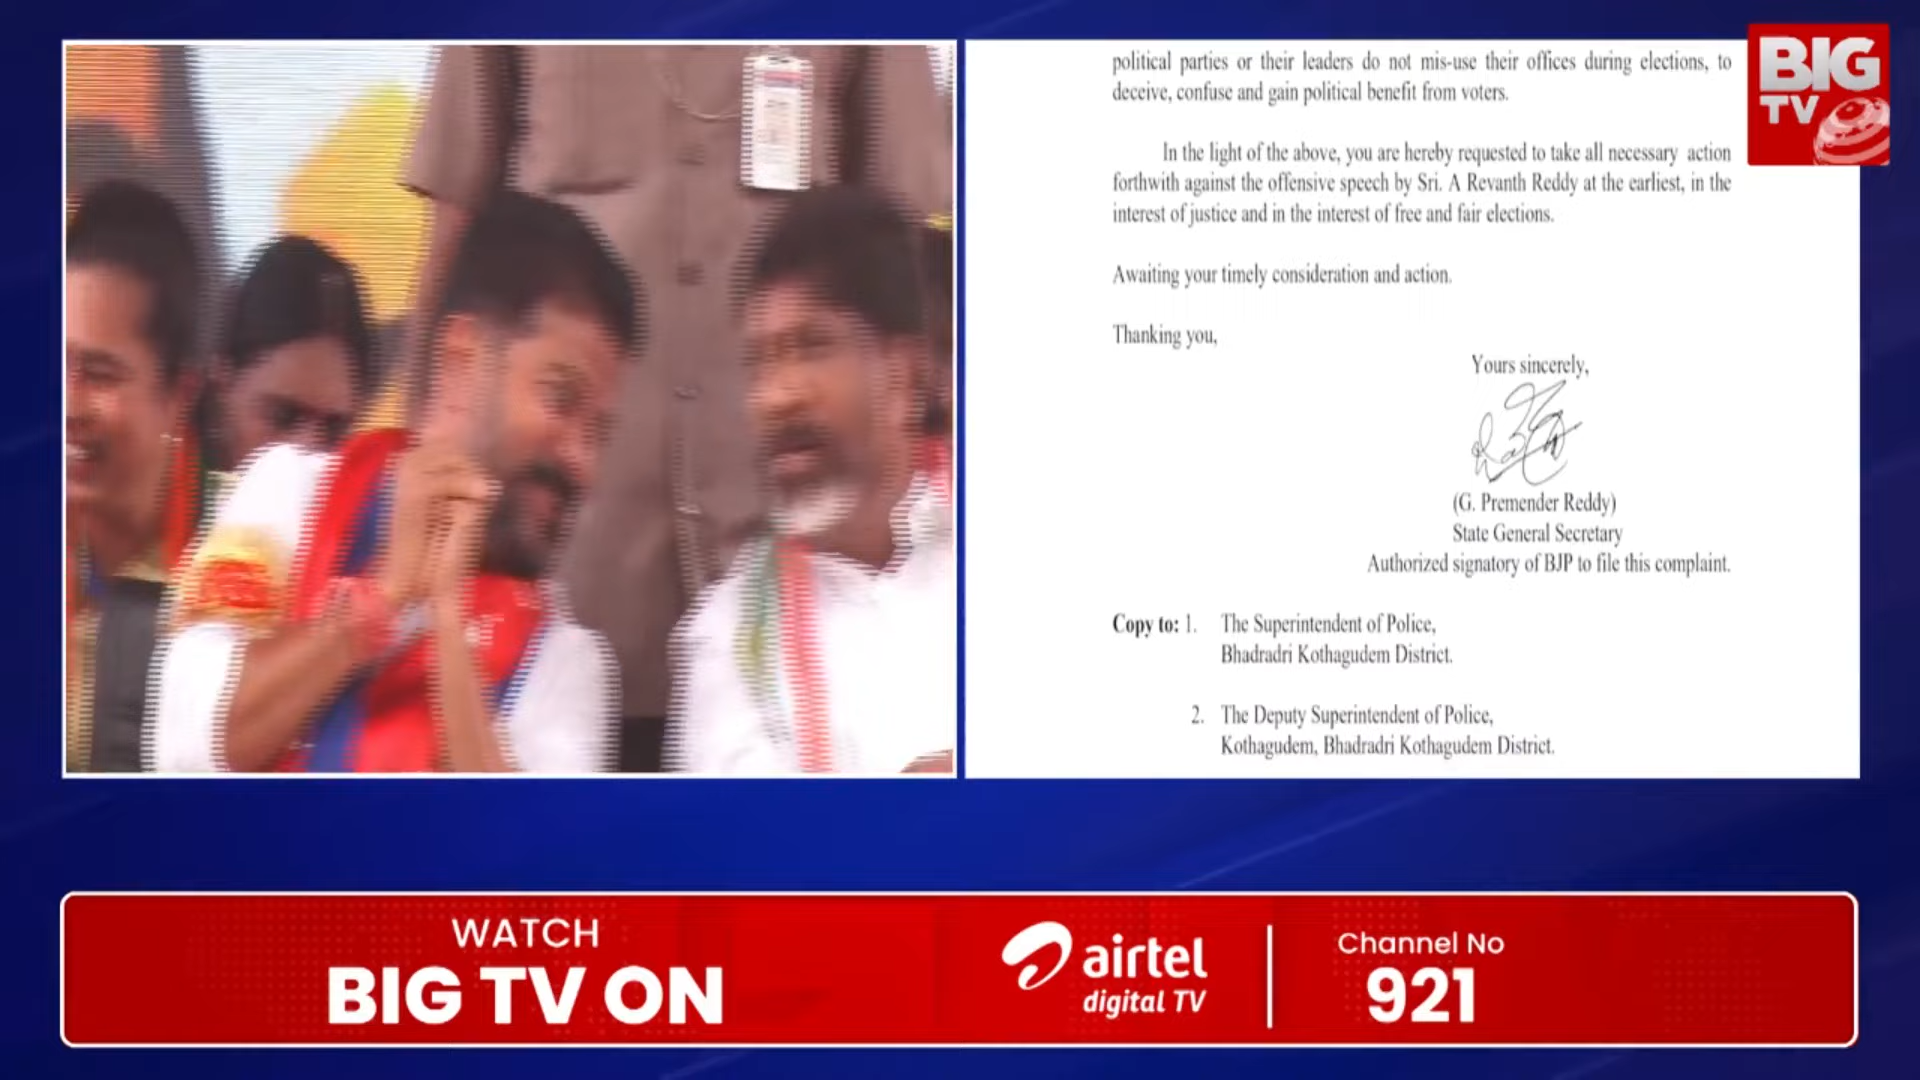 political parties or their leaders do not mis-use their offices during elections, to
deceive, confuse and gain political benefit from voters.
In the light of the above, you are hereby requested to take all necessary action
forthwith against the offensive speech by Sri. A Revanth Reddy at the earliest, in the
interest of justice and in the interest of free and fair elections.
Awaiting your timely consideration and action.
Thanking you,
Yours sincerely,
(G. Premender Reddy)
State General Secretary
Authorized signatory of BJP to file this complaint.
Copy to: 1. The Superintendent of Police,
Bhadradri Kothagudem District.
2. The Deputy Superintendent of Police,
Kothagudem, Bhadradri Kothagudem District.
BIG
TV
WATCH
BIG TV ON
airtel
digital TV
Channel No
921